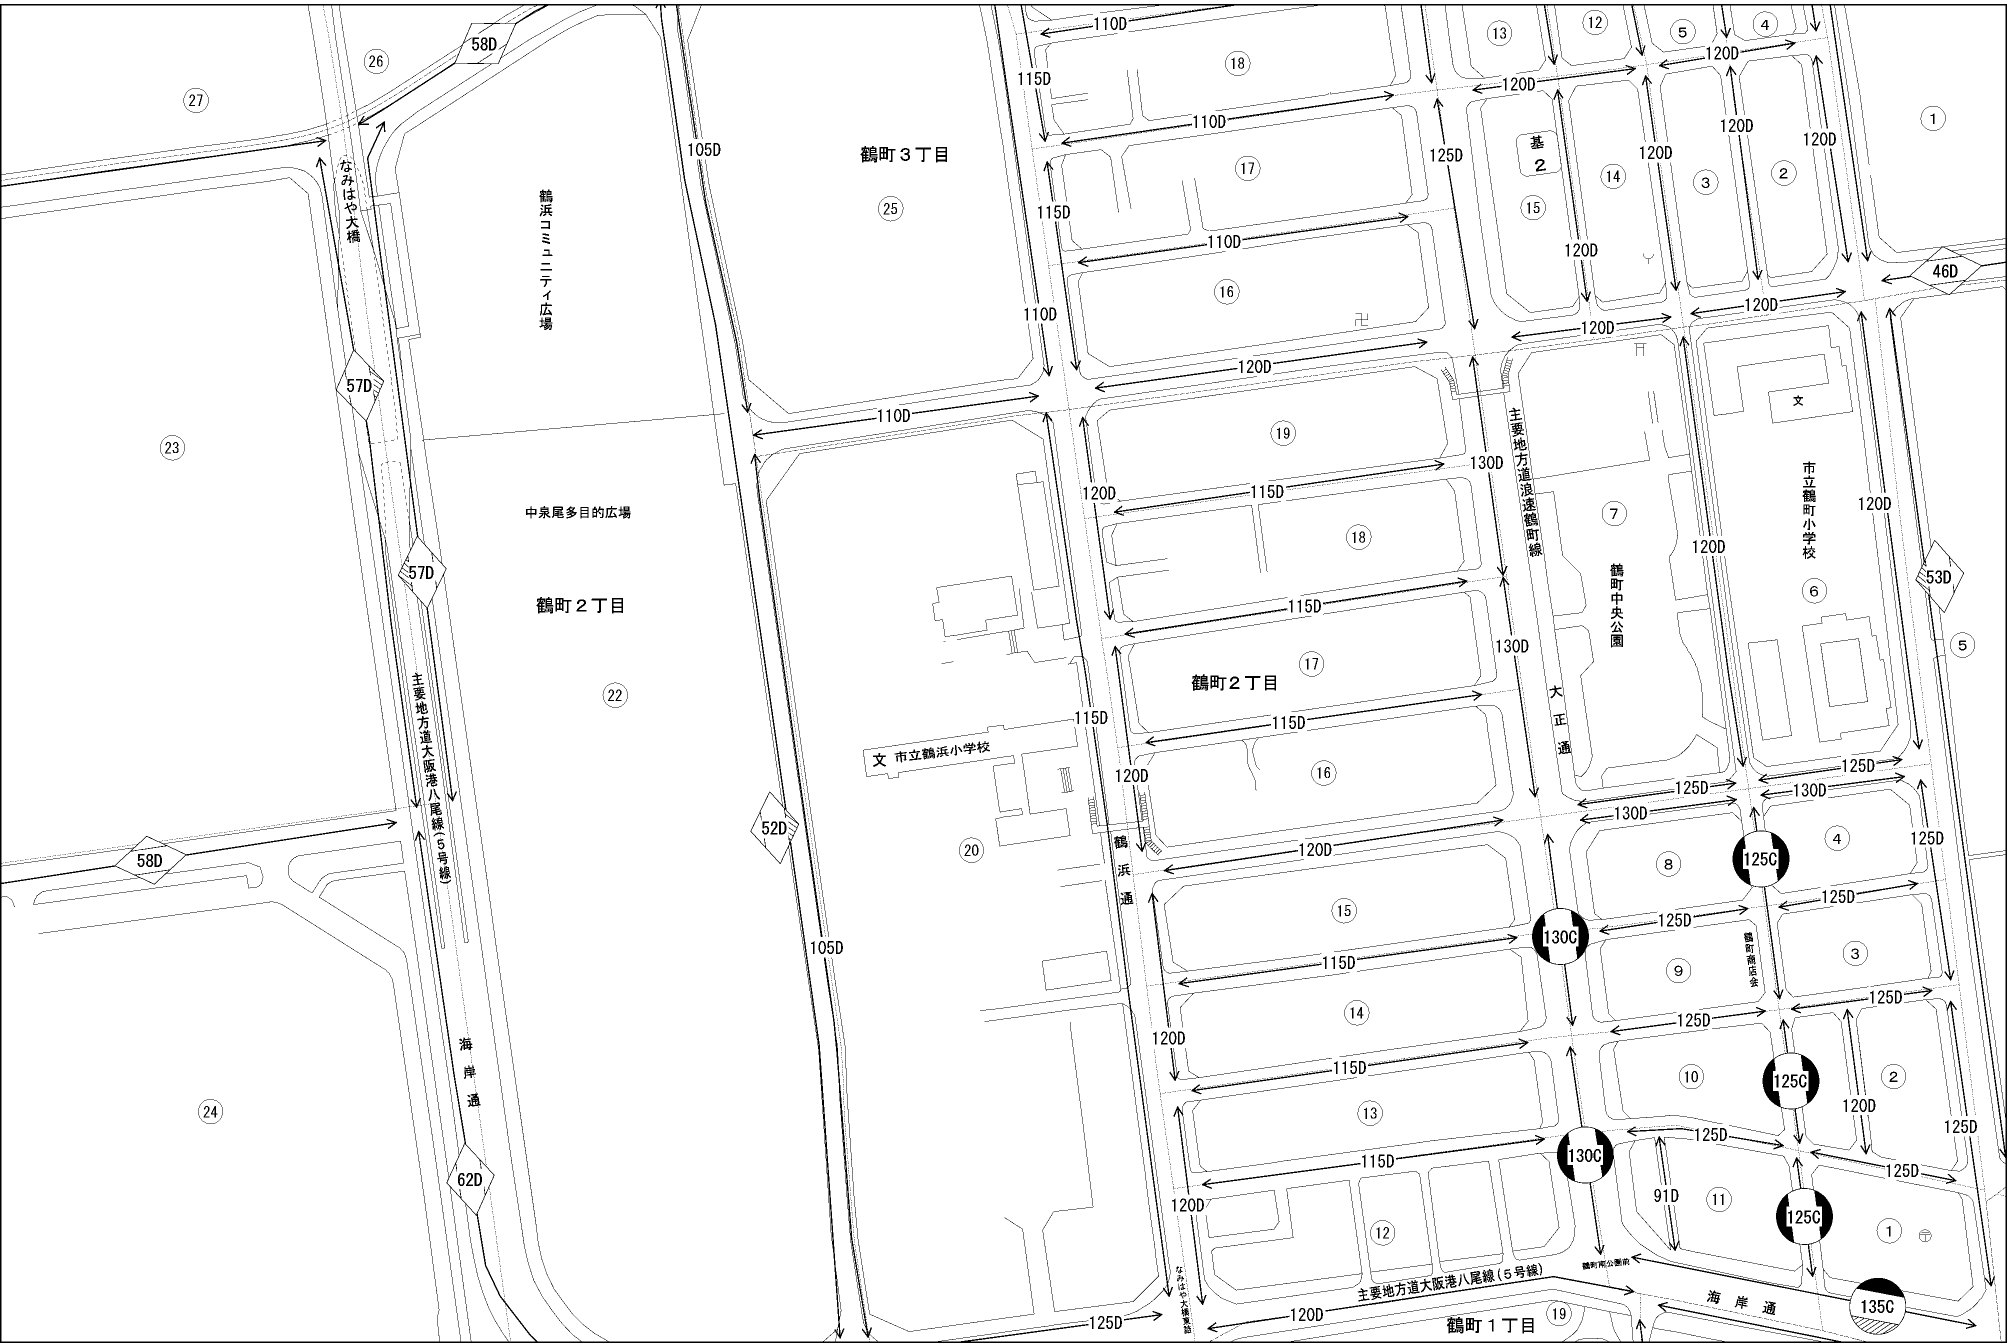 58D
110D
13
12
5
4
26
18
120D
120D
27
115D
110D
1
105D
鶴町3丁目
基
2
125D
120D
120D
120D
なみはや大橋
17
14
3
2
鶴浜コミュニティ広場
25
115D
15
110D
120D
46D
16
110D
120D
120D
120D
57D
文
110D
19
主要地方道浪速鶴町線
23
130D
市立鶴町小学校
120D
115D
120D
中泉尾多目的広場
7
18
120D
57D
53D
鶴町2丁目
115D
鶴町中央公園
6
130D
5
17
22
鶴町2丁目
主要地方道大阪港八尾線(5号線)
115D
115D
大正通
文 市立鶴浜小学校
16
120D
125D
125D
130D
130D
52D
58D
20
鶴浜通
120D
8
125C
4
125D
15
125D
125D
105D
130C
鶴町商店会
115D
9
3
14
125D
125D
海岸通
120D
115D
10
125C
2
24
13
120D
125D
125D
130C
115D
125D
62D
91D
11
125C
120D
12
1
なみはや大橋東詰
鶴町南公園前
主要地方道大阪港八尾線(5号線)
海岸通
135C
125D
120D
19
鶴町1丁目